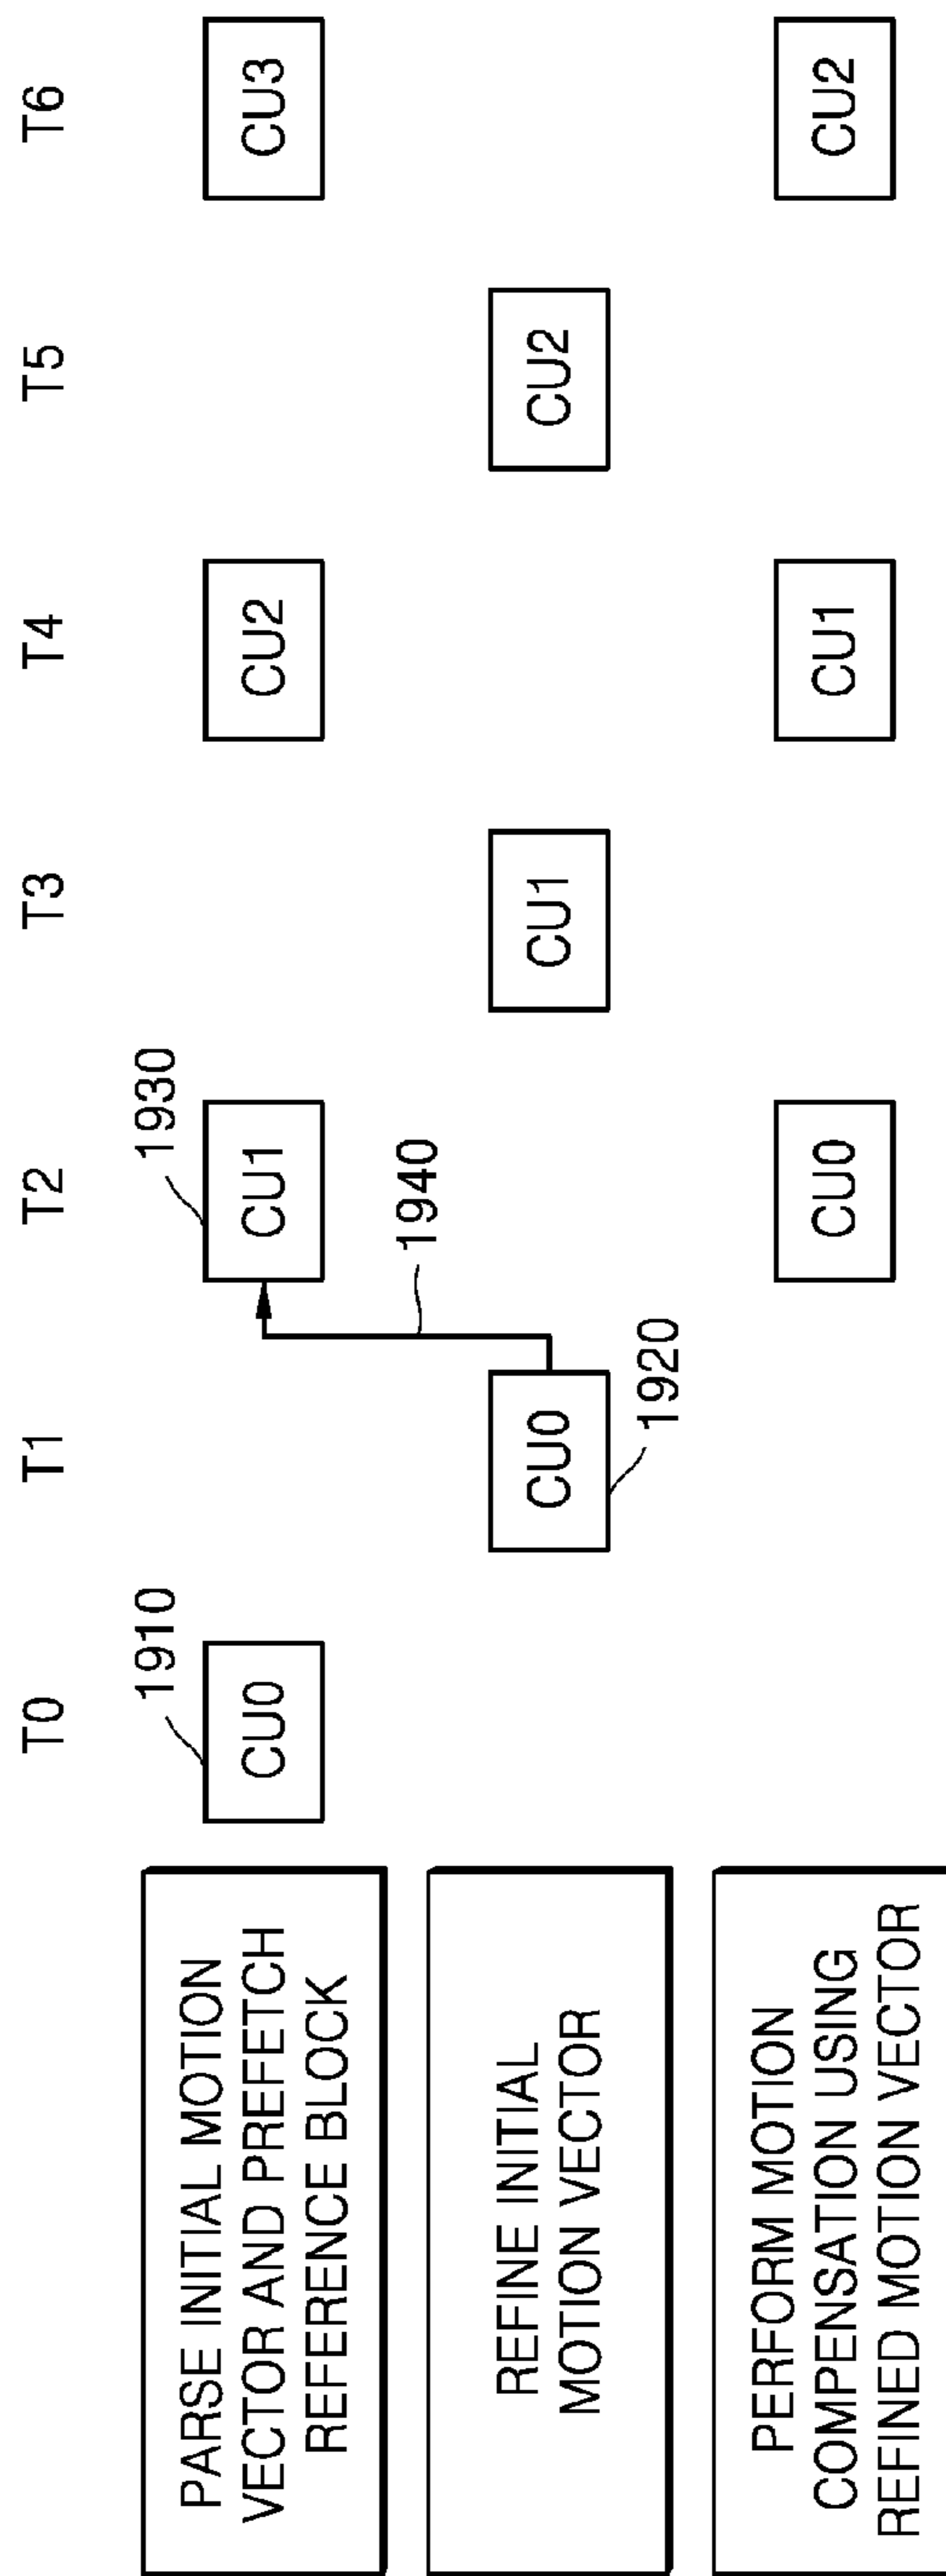 T0 T1 T2 T3 T4 T5 T6
PARSE INITIAL MOTION
VECTOR AND PREFETCH
REFERENCE BLOCK
1910
1930
CU0 CU1 CU2 CU3
1940
REFINE INITIAL
MOTION VECTOR
CU0 CU1 CU2
1920
PERFORM MOTION
COMPENSATION USING
REFINED MOTION VECTOR
CU0 CU1 CU2